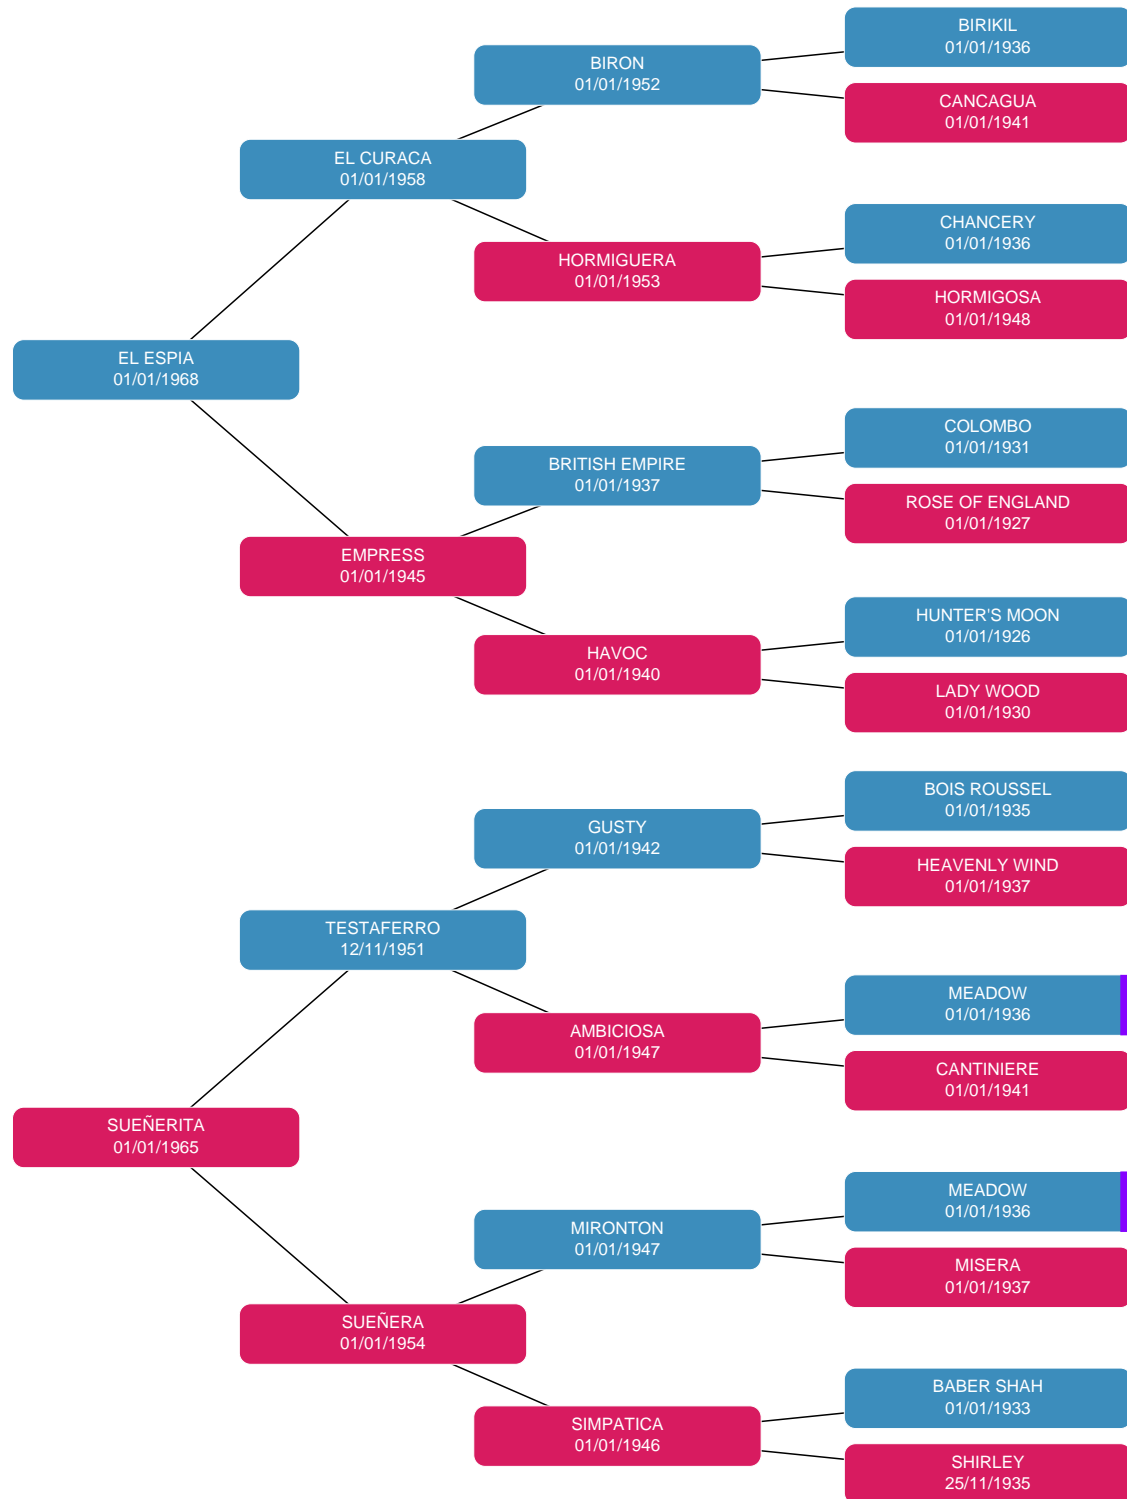 BIRIKIL
01/01/1936
BIRON
01/01/1952
CANCAGUA
01/01/1941
EL CURACA
01/01/1958
CHANCERY
01/01/1936
HORMIGUERA
01/01/1953
HORMIGOSA
01/01/1948
EL ESPIA
01/01/1968
COLOMBO
01/01/1931
BRITISH EMPIRE
01/01/1937
ROSE OF ENGLAND
01/01/1927
EMPRESS
01/01/1945
HUNTER'S MOON
01/01/1926
HAVOC
01/01/1940
LADY WOOD
01/01/1930
BOIS ROUSSEL
01/01/1935
GUSTY
01/01/1942
HEAVENLY WIND
01/01/1937
TESTAFERRO
12/11/1951
MEADOW
01/01/1936
AMBICIOSA
01/01/1947
CANTINIERE
01/01/1941
SUEÑERITA
01/01/1965
MEADOW
01/01/1936
MIRONTON
01/01/1947
MISERA
01/01/1937
SUEÑERA
01/01/1954
BABER SHAH
01/01/1933
SIMPATICA
01/01/1946
SHIRLEY
25/11/1935